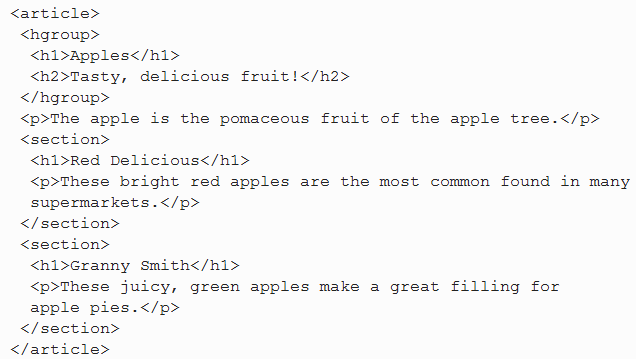 <article>
<hgroup>
<h1>Apples</h1>
<h2>Tasty, delicious fruit!</h2>
</hgroup>
<p>The apple is the pomaceous fruit of the apple tree.</p>
<section>
<h1>Red Delicious</h1>
<p>These bright red apples are the most common found in many
supermarkets.</p>
</section>
<section>
<h1>Granny Smith</h1>
<p>These juicy, green apples make a great filling for
apple pies.</p>
</section>
</article>